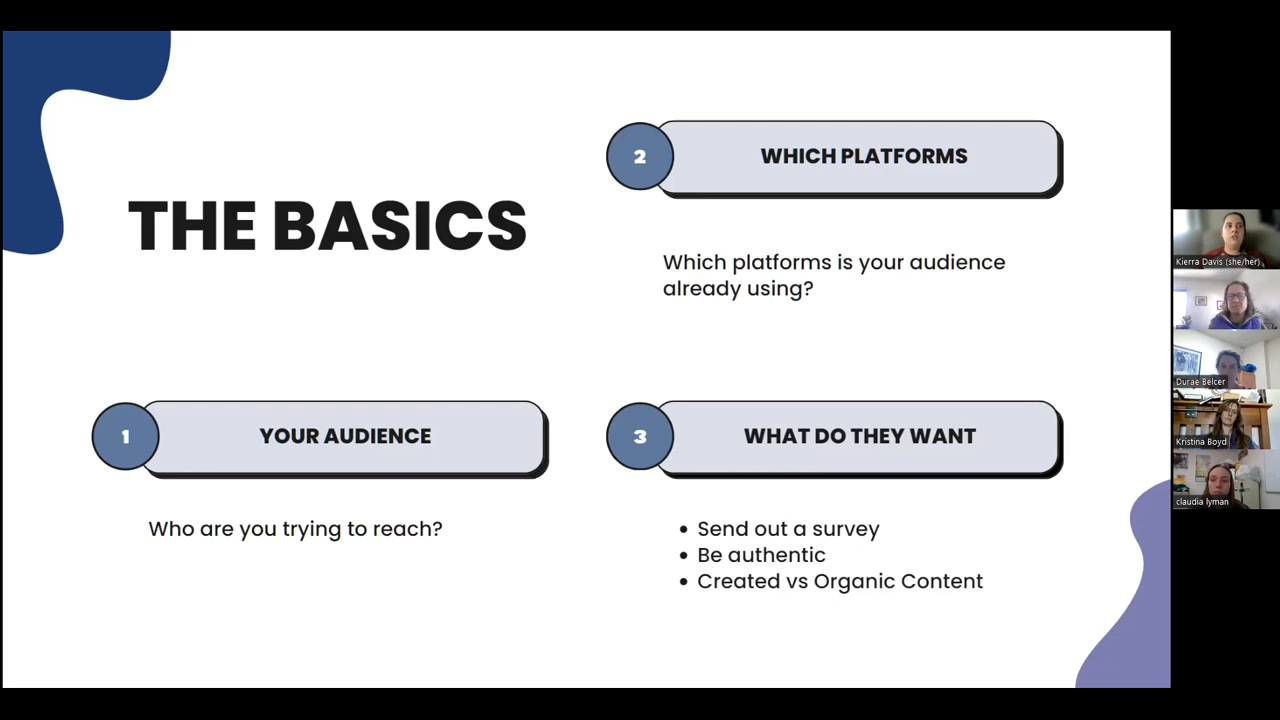 THE BASICS
1
YOUR AUDIENCE
Who are you trying to reach?
2
WHICH PLATFORMS
Which platforms is your audience
already using?
3
WHAT DO THEY WANT
• Send out a survey
• Be authentic
• Created vs Organic Content
Kierra Davis (she/her)
Durae Belcer
Kristina Boyd
claudia lyman